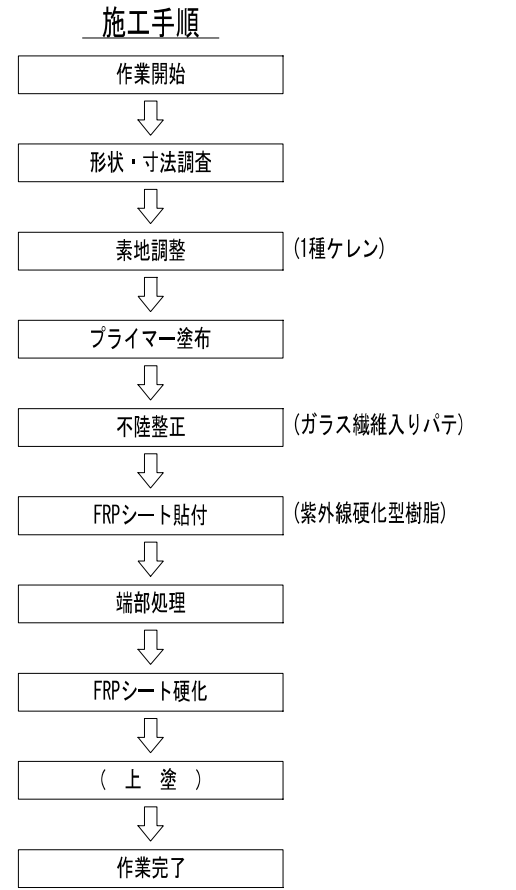 施工手順
作業開始
形状・寸法調査
素地調整 (1種ケレン)
プライマー塗布
不陸整正 (ガラス繊維入りパテ)
FRPシート貼付 (紫外線硬化型樹脂)
端部処理
FRPシート硬化
( 上 塗 )
作業完了